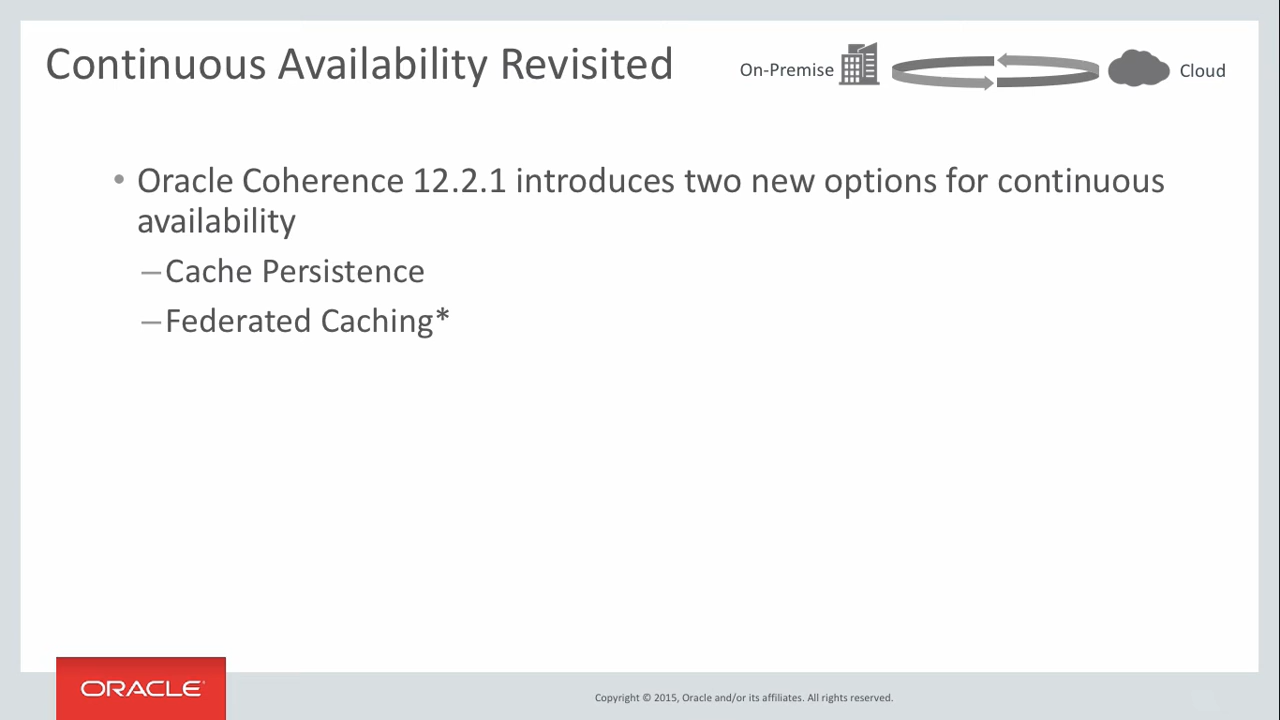 Continuous Availability Revisited
On-Premise
Cloud
• Oracle Coherence 12.2.1 introduces two new options for continuous
availability
–Cache Persistence
–Federated Caching*
ORACLE
Copyright © 2015, Oracle and/or its affiliates. All rights reserved.